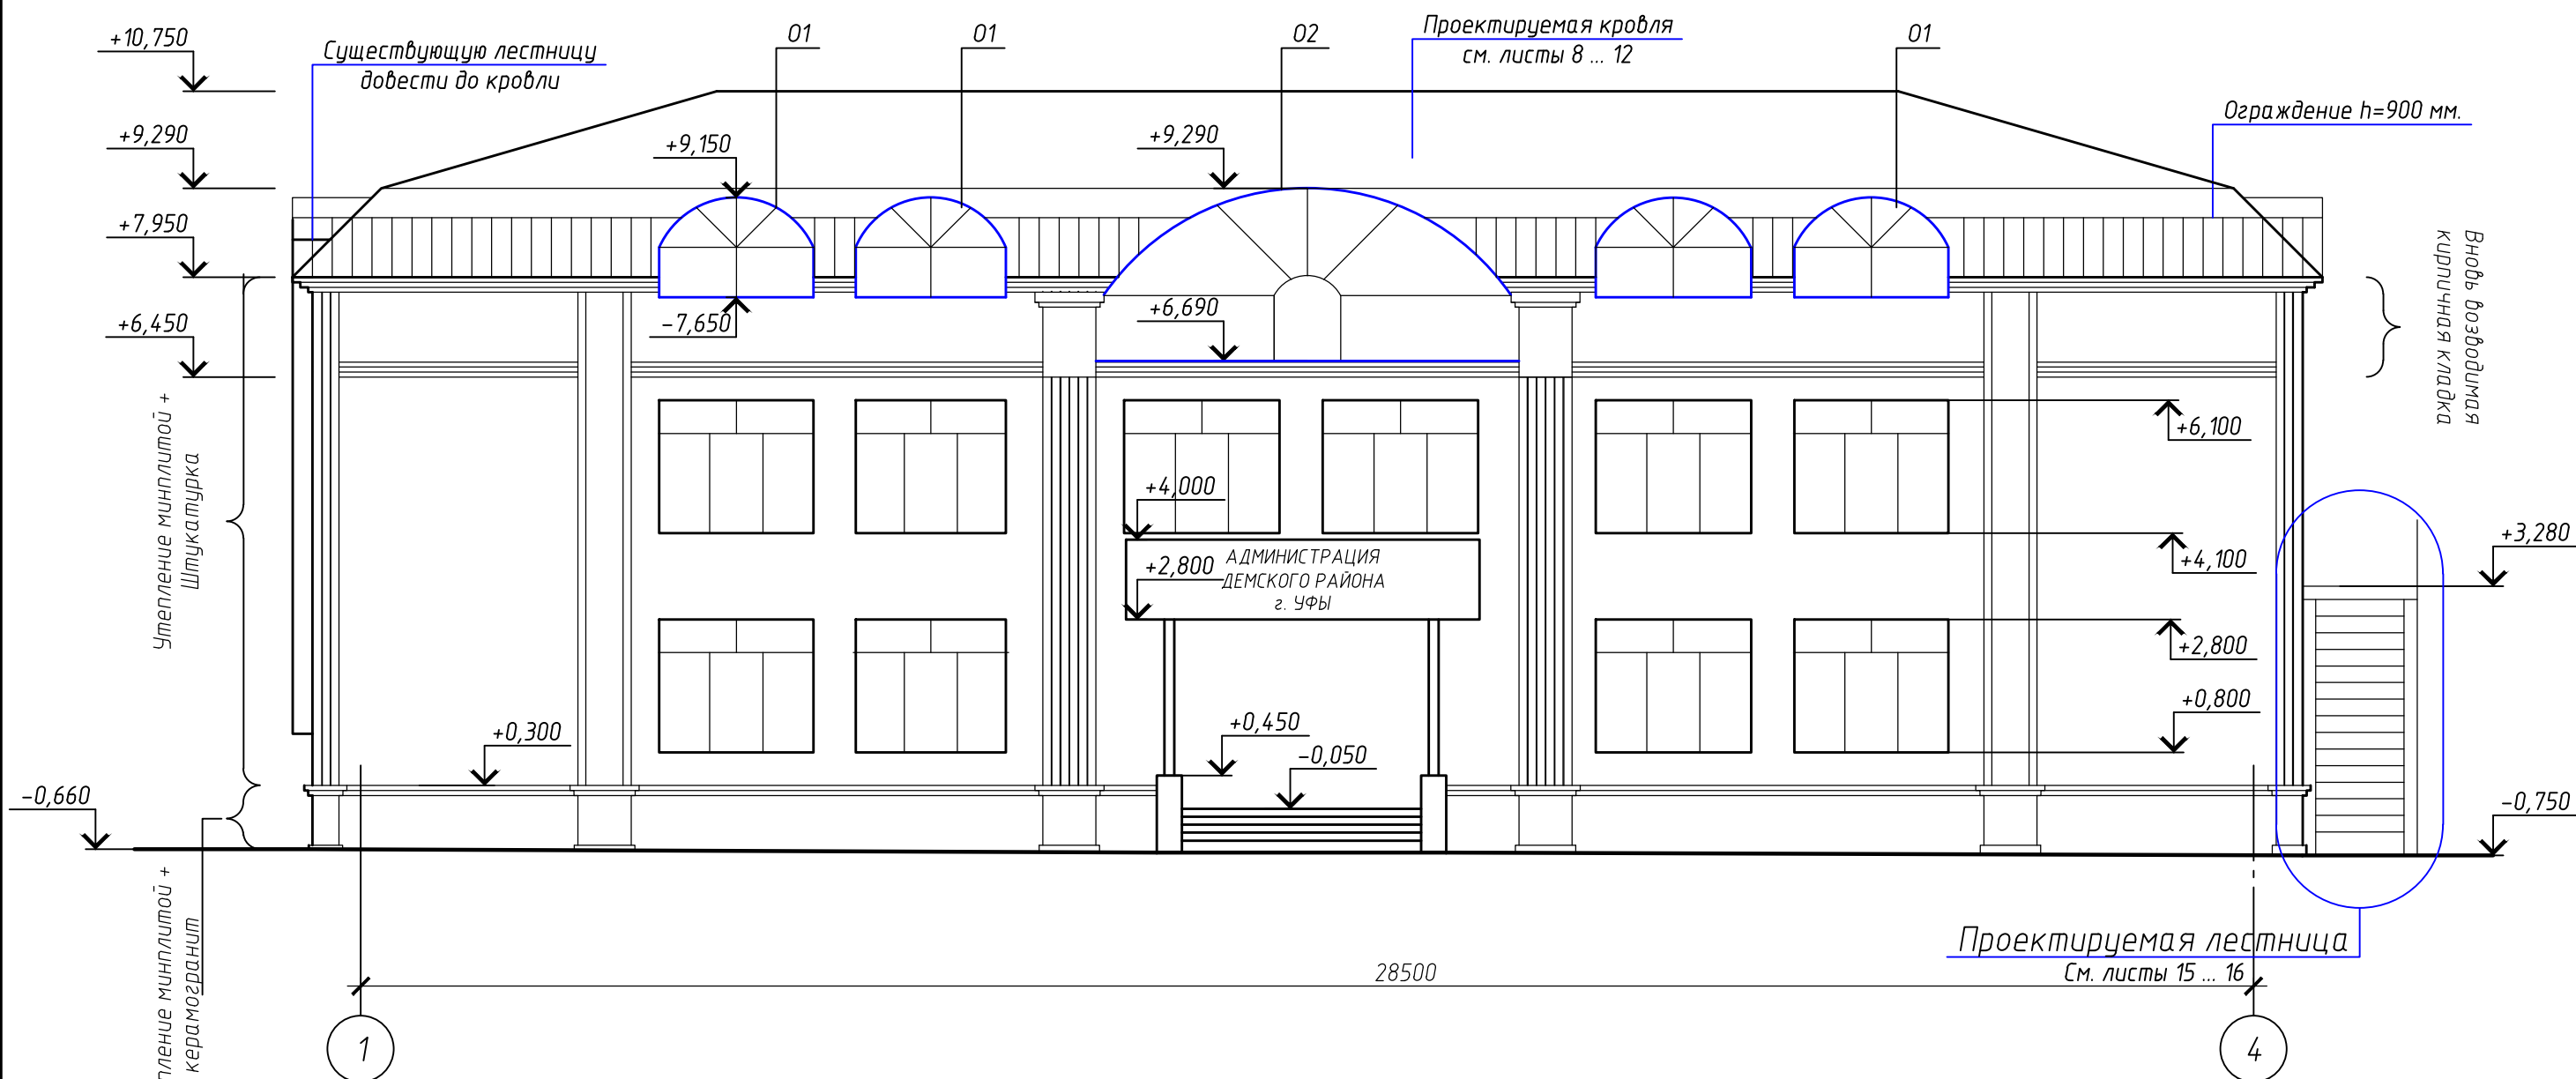 +10,750
Существующую лестницу
довести до кровли
01
01
02
Проектируемая кровля
см. листы 8 ... 12
01
Ограждение h=900 мм.
+9,290
+9,150
+9,290
+7,950
+6,450
-7,650
+6,690
Вновь возводимая
кирпичная кладка
Утепление минплитой +
Штукатурка
+6,100
+4,000
+4,100
+3,280
+2,800
АДМИНИСТРАЦИЯ
ДЕМСКОГО РАЙОНА
г. УФЫ
+2,800
+0,800
+0,300
+0,450
-0,050
-0,660
-0,750
минплитой +
керамогранит
Проектируемая лестница
См. листы 15 ... 16
28500
1
4